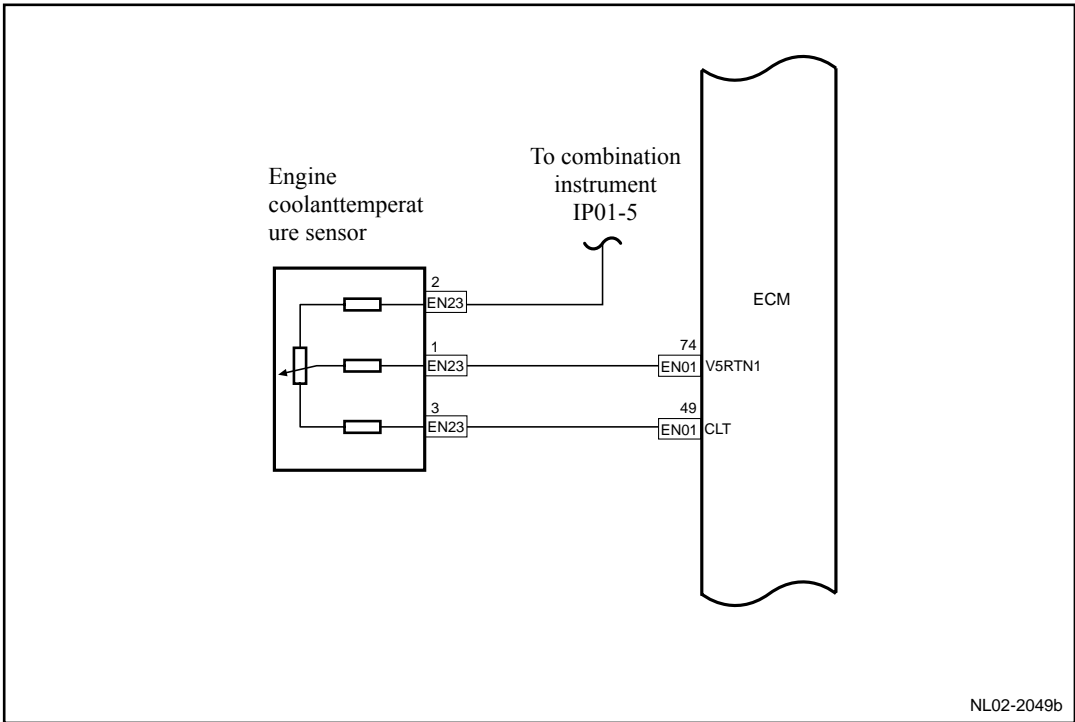 To combination
instrument
IP01-5
Engine
coolanttemperat
ure sensor
2
EN23
ECM
1
EN23
74
EN01 V5RTN1
3
EN23
49
EN01 CLT
NL02-2049b